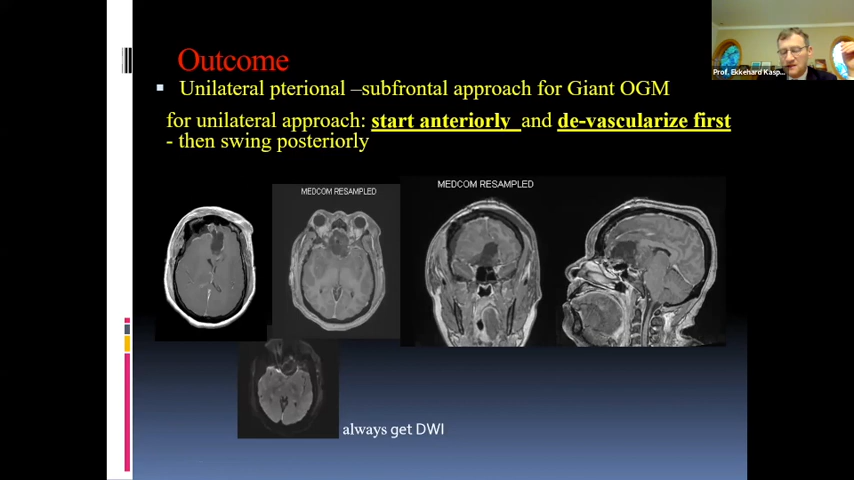 Outcome
Unilateral pterional –subfrontal approach for Giant OGM
for unilateral approach: start anteriorly and de-vascularize first
- then swing posteriorly
MEDCOM RESAMPLED
MEDCOM RESAMPLED
always get DWI
Prof. Ekkehard Kasp...